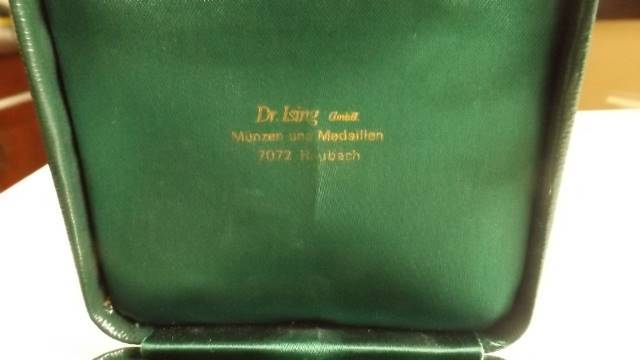 Dr. Ising GmbH.
Münzen und Medaillen
7072 Heubach